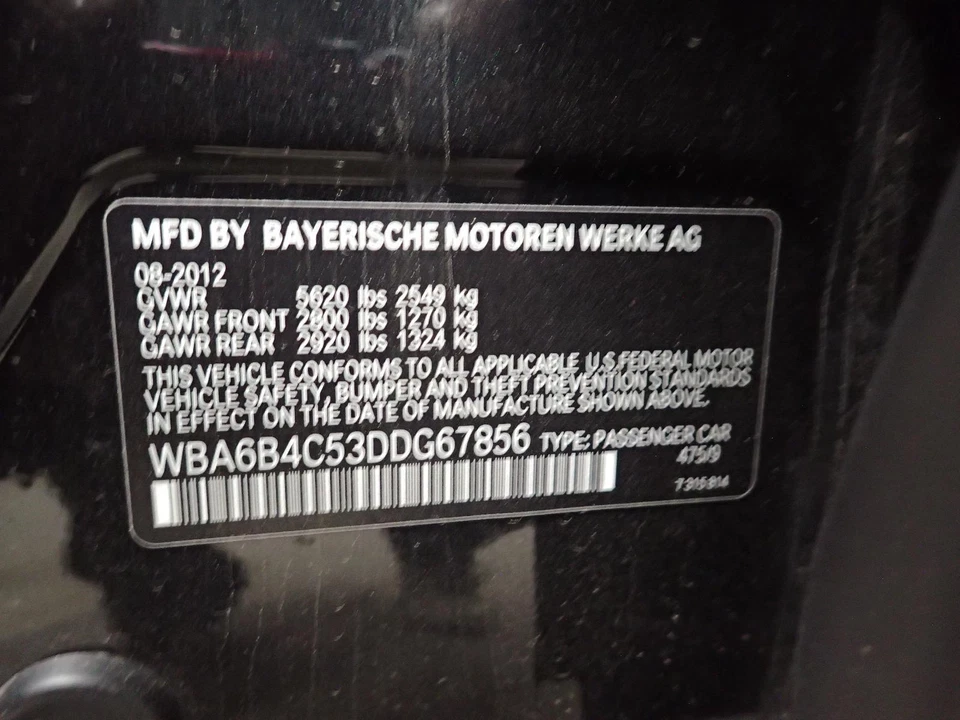 MFD BY BAYERISCHE MOTOREN WERKE AG
08-2012
GVWR 5620 lbs 2549 kg
GAWR FRONT 2800 lbs 1270 kg
GAWR REAR 2920 lbs 1324 kg
THIS VEHICLE CONFORMS TO ALL APPLICABLE U.S.FEDERAL MOTOR
VEHICLE SAFETY, BUMPER AND THEFT PREVENTION STANDARDS
IN EFFECT ON THE DATE OF MANUFACTURE SHOWN ABOVE.
WBA6B4C53DDG67856 TYPE: PASSENGER CAR
475/9